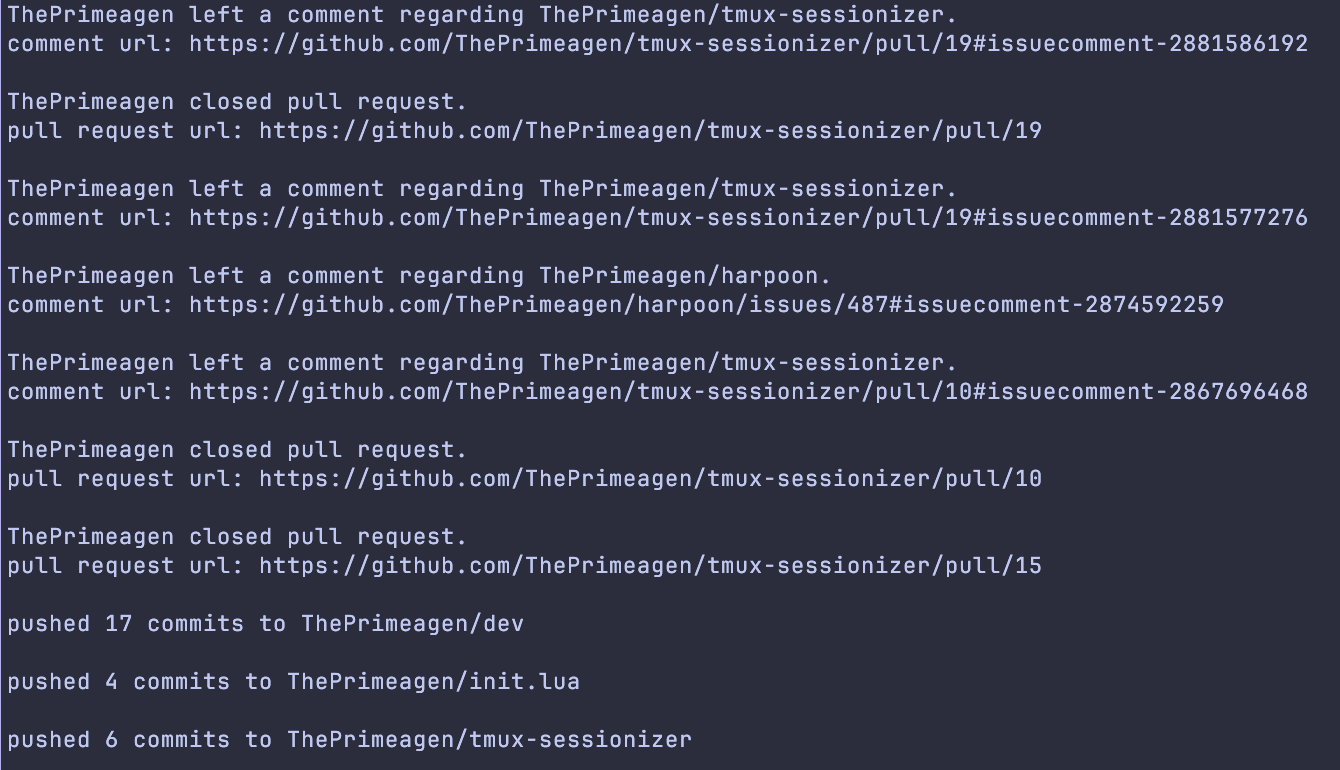 ThePrimeagen left a comment regarding ThePrimeagen/tmux-sessionizer.
comment url: https://github.com/ThePrimeagen/tmux-sessionizer/pull/19#issuecomment-2881586192
ThePrimeagen closed pull request.
pull request url: https://github.com/ThePrimeagen/tmux-sessionizer/pull/19
ThePrimeagen left a comment regarding ThePrimeagen/tmux-sessionizer.
comment url: https://github.com/ThePrimeagen/tmux-sessionizer/pull/19#issuecomment-2881577276
ThePrimeagen left a comment regarding ThePrimeagen/harpoon.
comment url: https://github.com/ThePrimeagen/harpoon/issues/487#issuecomment-2874592259
ThePrimeagen left a comment regarding ThePrimeagen/tmux-sessionizer.
comment url: https://github.com/ThePrimeagen/tmux-sessionizer/pull/10#issuecomment-2867696468
ThePrimeagen closed pull request.
pull request url: https://github.com/ThePrimeagen/tmux-sessionizer/pull/10
ThePrimeagen closed pull request.
pull request url: https://github.com/ThePrimeagen/tmux-sessionizer/pull/15
pushed 17 commits to ThePrimeagen/dev
pushed 4 commits to ThePrimeagen/init.lua
pushed 6 commits to ThePrimeagen/tmux-sessionizer